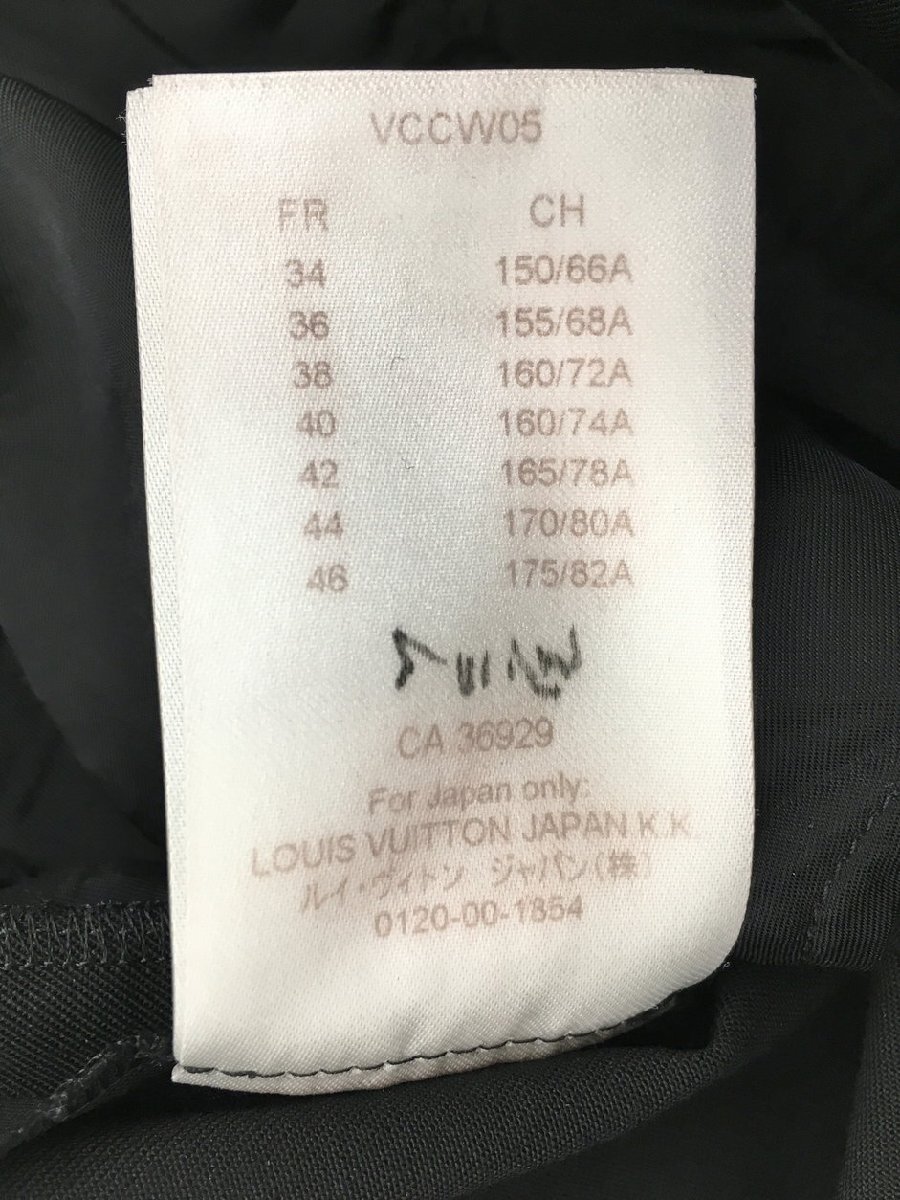 VCCW05
FR CH
34 150/66A
36 155/68A
38 160/72A
40 160/74A
42 165/78A
44 170/80A
46 175/82A
CA 36929
For Japan only:
LOUIS VUITTON JAPAN K.K.
ルイ・ヴィトン ジャパン(株)
0120-00-1854